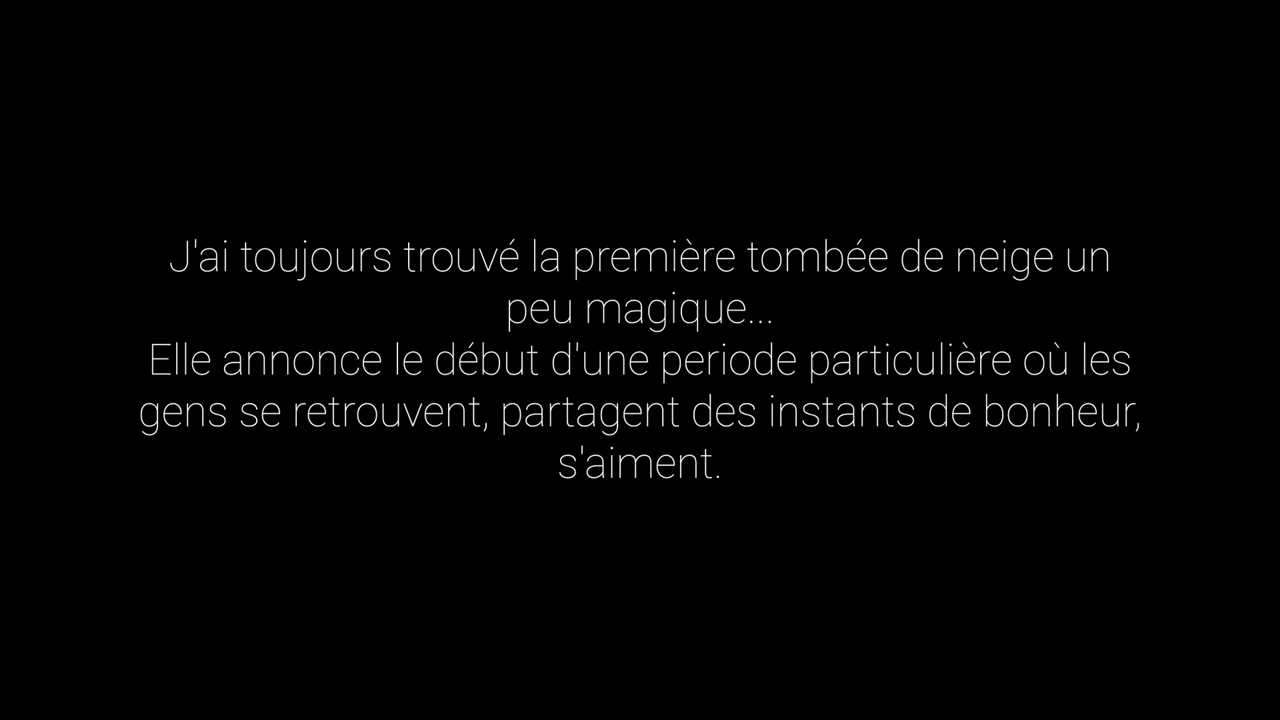 J'ai toujours trouvé la première tombée de neige un
peu magique...
Elle annonce le début d'une periode particulière où les
gens se retrouvent, partagent des instants de bonheur,
s'aiment.